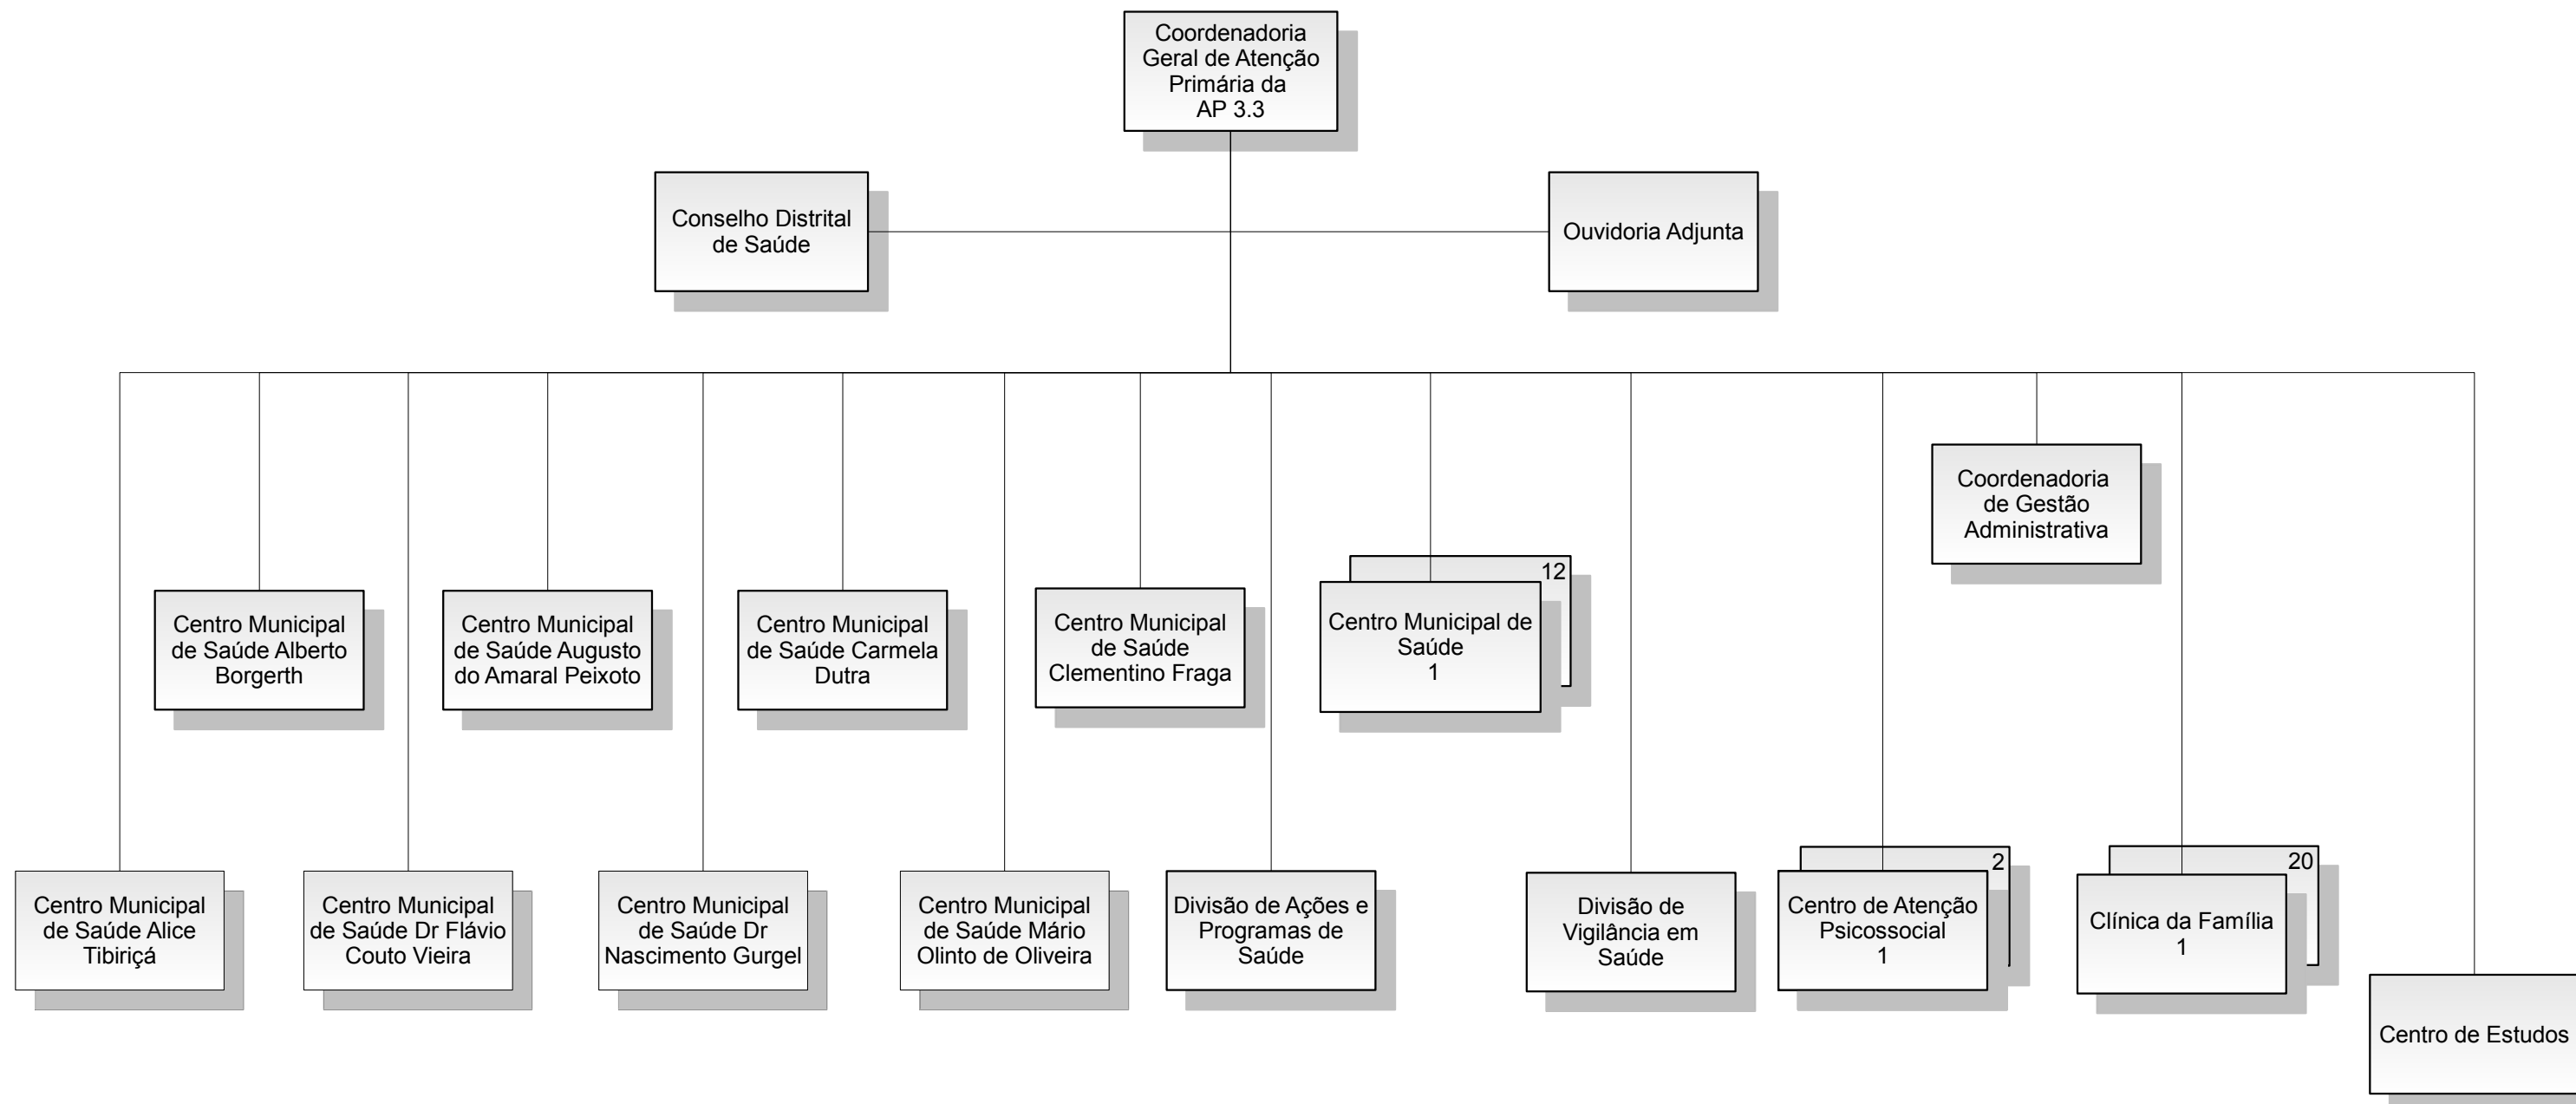 Coordenadoria
Geral de Atenção
Primária da
AP 3.3
Conselho Distrital
de Saúde
Ouvidoria Adjunta
Coordenadoria
de Gestão
Administrativa
Centro Municipal
de Saúde Alberto
Borgerth
Centro Municipal
de Saúde Augusto
do Amaral Peixoto
Centro Municipal
de Saúde Carmela
Dutra
Centro Municipal
de Saúde
Clementino Fraga
12
Centro Municipal de
Saúde
1
Centro Municipal
de Saúde Alice
Tibiriçá
Centro Municipal
de Saúde Dr Flávio
Couto Vieira
Centro Municipal
de Saúde Dr
Nascimento Gurgel
Centro Municipal
de Saúde Mário
Olinto de Oliveira
Divisão de Ações e
Programas de
Saúde
Divisão de
Vigilância em
Saúde
2
Centro de Atenção
Psicossocial
1
20
Clínica da Família
1
Centro de Estudos